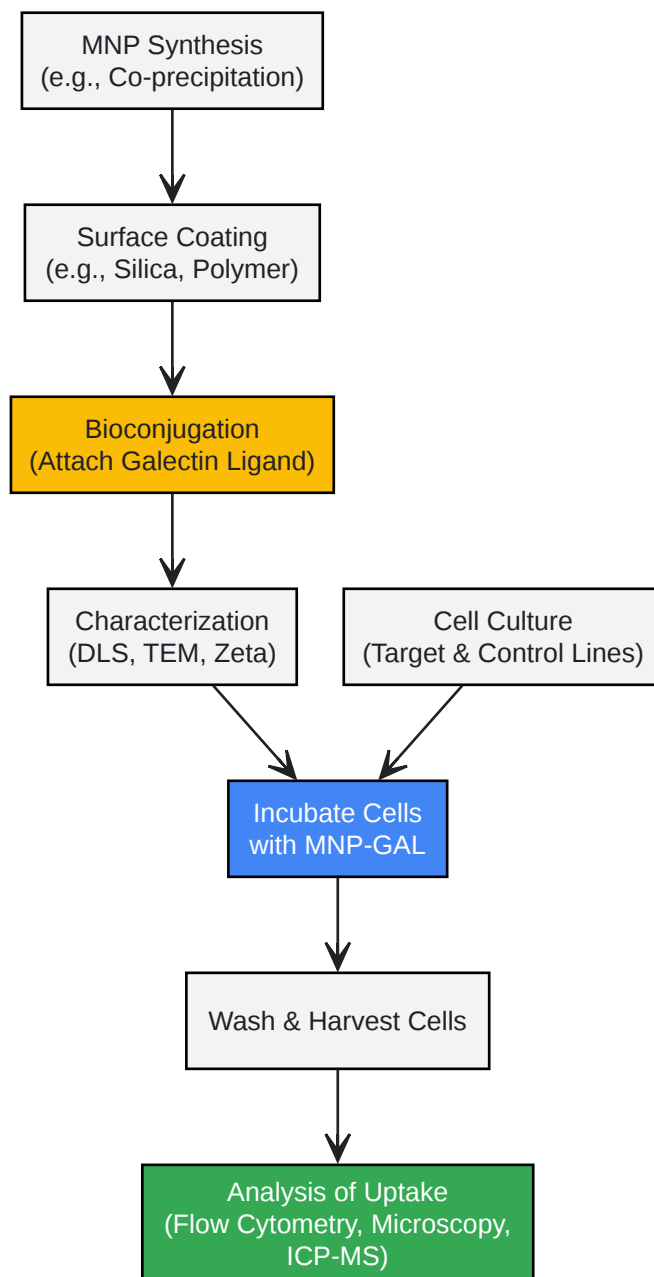 MNP Synthesis
(e.g., Co-precipitation)
Surface Coating
(e.g., Silica, Polymer)
Bioconjugation
(Attach Galectin Ligand)
Characterization
(DLS, TEM, Zeta)
Cell Culture
(Target & Control Lines)
Incubate Cells
with MNP-GAL
Wash & Harvest Cells
Analysis of Uptake
(Flow Cytometry, Microscopy,
ICP-MS)